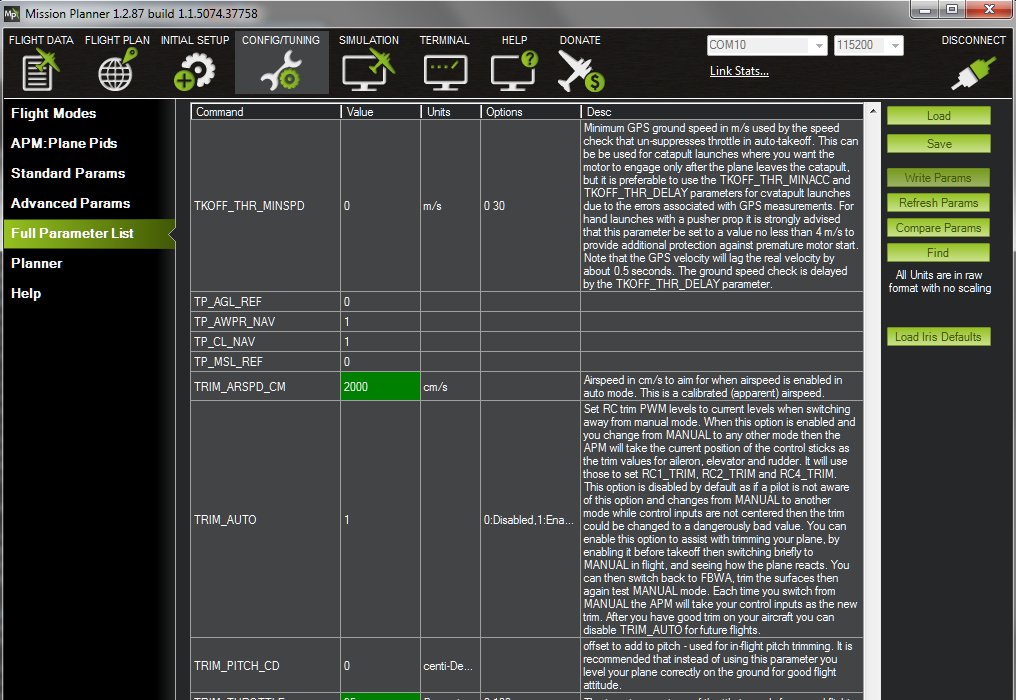 Mission Planner 1.2.87 build 1.1.5074.37758
FLIGHT DATA FLIGHT PLAN INITIAL SETUP CONFIG/TUNING SIMULATION TERMINAL HELP DONATE
COM10 115200 DISCONNECT
Link Stats...
Flight Modes
APM:Plane Pids
Standard Params
Advanced Params
Full Parameter List
Planner
Help
Command Value Units Options Desc
TKOFF_THR_MINSPD 0 m/s 0 30
Minimum GPS ground speed in m/s used by the speed
check that un-suppresses throttle in auto-takeoff. This can
be be used for catapult launches where you want the
motor to engage only after the plane leaves the catapult,
but it is preferable to use the TKOFF_THR_MINACC and
TKOFF_THR_DELAY parameters for cvatapult launches
due to the errors associated with GPS measurements. For
hand launches with a pusher prop it is strongly advised
that this parameter be set to a value no less than 4 m/s to
provide additional protection against premature motor start.
Note that the GPS velocity will lag the real velocity by
about 0.5 seconds. The ground speed check is delayed
by the TKOFF_THR_DELAY parameter.
TP_AGL_REF 0
TP_AWPR_NAV 1
TP_CL_NAV 1
TP_MSL_REF 0
TRIM_ARSPD_CM 2000 cm/s
Airspeed in cm/s to aim for when airspeed is enabled in
auto mode. This is a calibrated (apparent) airspeed.
TRIM_AUTO 1 0:Disabled,1:Ena...
Set RC trim PWM levels to current levels when switching
away from manual mode. When this option is enabled and
you change from MANUAL to any other mode then the
APM will take the current position of the control sticks as
the trim values for aileron, elevator and rudder. It will use
those to set RC1_TRIM, RC2_TRIM and RC4_TRIM.
This option is disabled by default as if a pilot is not aware
of this option and changes from MANUAL to another
mode while control inputs are not centered then the trim
could be changed to a dangerously bad value. You can
enable this option to assist with trimming your plane, by
enabling it before takeoff then switching briefly to
MANUAL in flight, and seeing how the plane reacts. You
can then switch back to FBWA, trim the surfaces then
again test MANUAL mode. Each time you switch from
MANUAL the APM will take your control inputs as the new
trim. After you have good trim on your aircraft you can
disable TRIM_AUTO for future flights.
TRIM_PITCH_CD 0 centi-De...
offset to add to pitch - used for in-flight pitch trimming. It is
recommended that instead of using this parameter you
level your plane correctly on the ground for good flight
attitude.
Load
Save
Write Params
Refresh Params
Compare Params
Find
All Units are in raw
format with no scaling
Load Iris Defaults